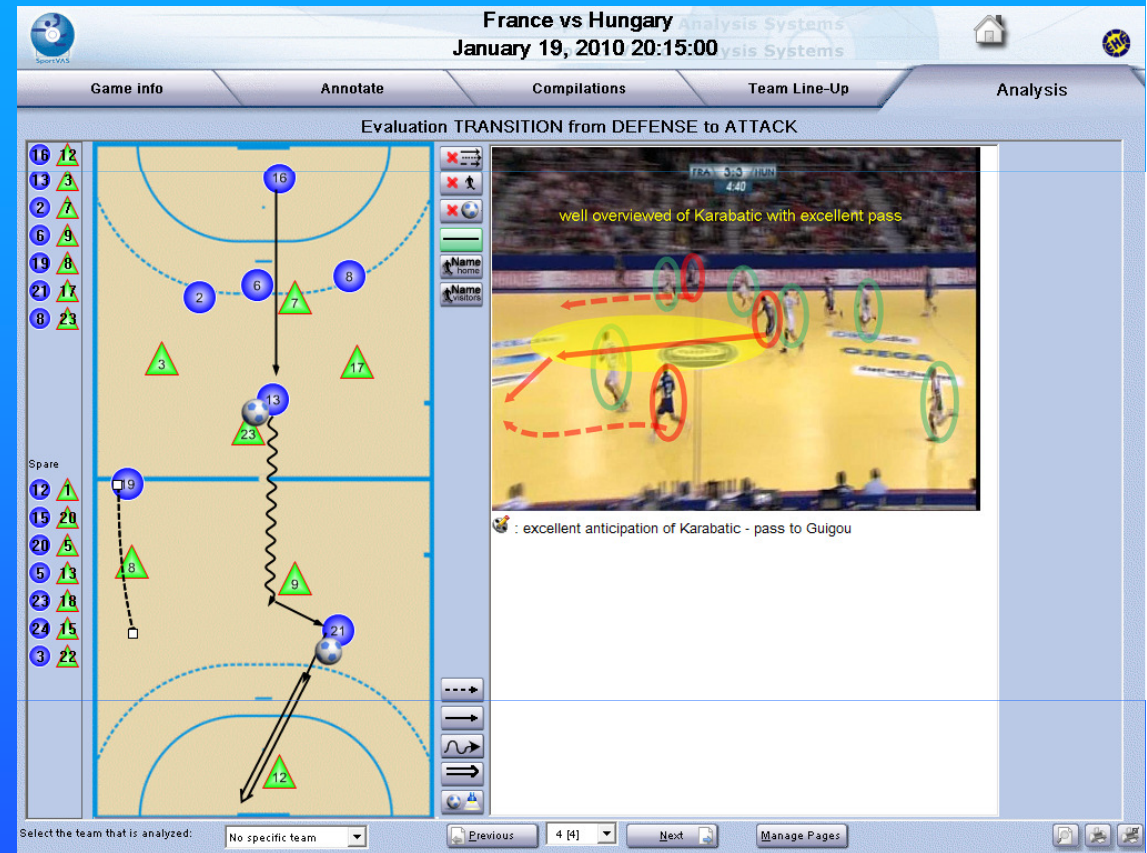 France vs Hungary
Analysis Systems
January 19, 2010 20:15:00
ysis Systems
SportVAS
Game info
Annotate
Compilations
Team Line-Up
Analysis
Evaluation TRANSITION from DEFENSE to ATTACK
16 12
13 3
2 7
6 9
19 8
21 17
8 23
16
8
6
2
7
3
17
13
23
19
8
9
21
12
Name
home
Name
visitors
FRA 3:3 HUN
4:40
well overviewed of Karabatic with excellent pass
: excellent anticipation of Karabatic - pass to Guigou
Spare
12 1
15 20
20 5
5 13
23 18
24 15
3 22
Select the team that is analyzed:
No specific team
Previous
4 [4]
Next
Manage Pages